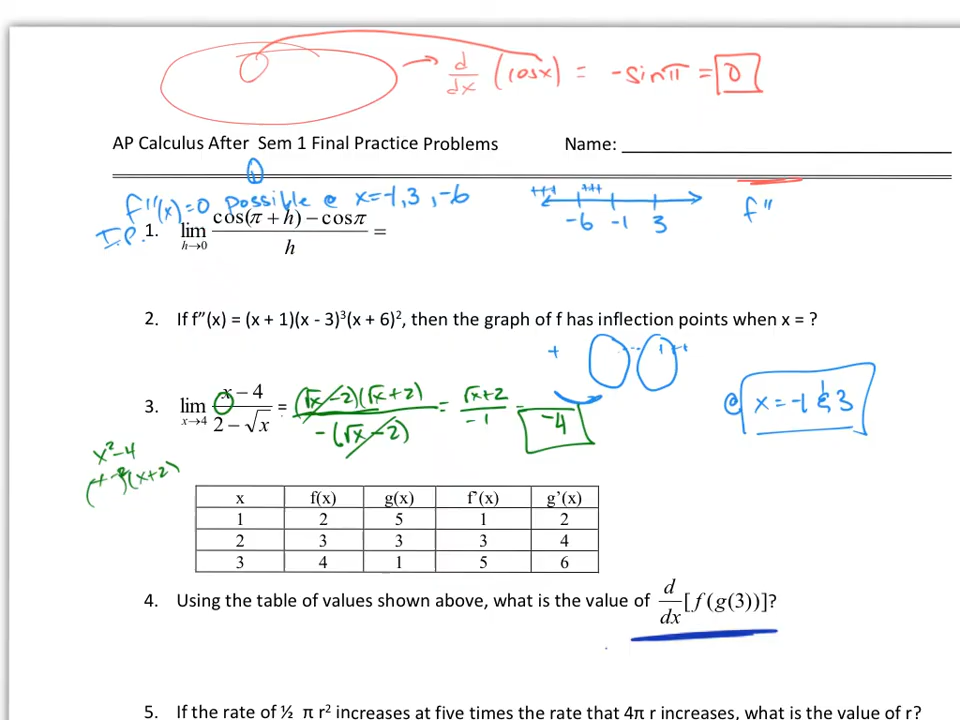 d/dx (cosx) = -sinπ = 0
AP Calculus After Sem 1 Final Practice Problems Name: ____
f''(x)=0 possible @ x=-1,3,-6
+++ +++
-6 -1 3
f''
I.P.
1. lim h→0 (cos(π + h) – cosπ)/h =
2. If f”(x) = (x + 1)(x - 3)³(x + 6)², then the graph of f has inflection points when x = ?
@ x = -1 & 3
3. lim x→4 (x – 4)/(2 – √x) = (√x-2)(√x+2)/-(√x-2) = √x+2/-1 = -4
x²-4
(x-2)(x+2)
x f(x) g(x) f'(x) g’(x)
1 2 5 1 2
2 3 3 3 4
3 4 1 5 6
4. Using the table of values shown above, what is the value of d/dx [f(g(3))]?
5. If the rate of ½ π r² increases at five times the rate that 4π r increases, what is the value of r?